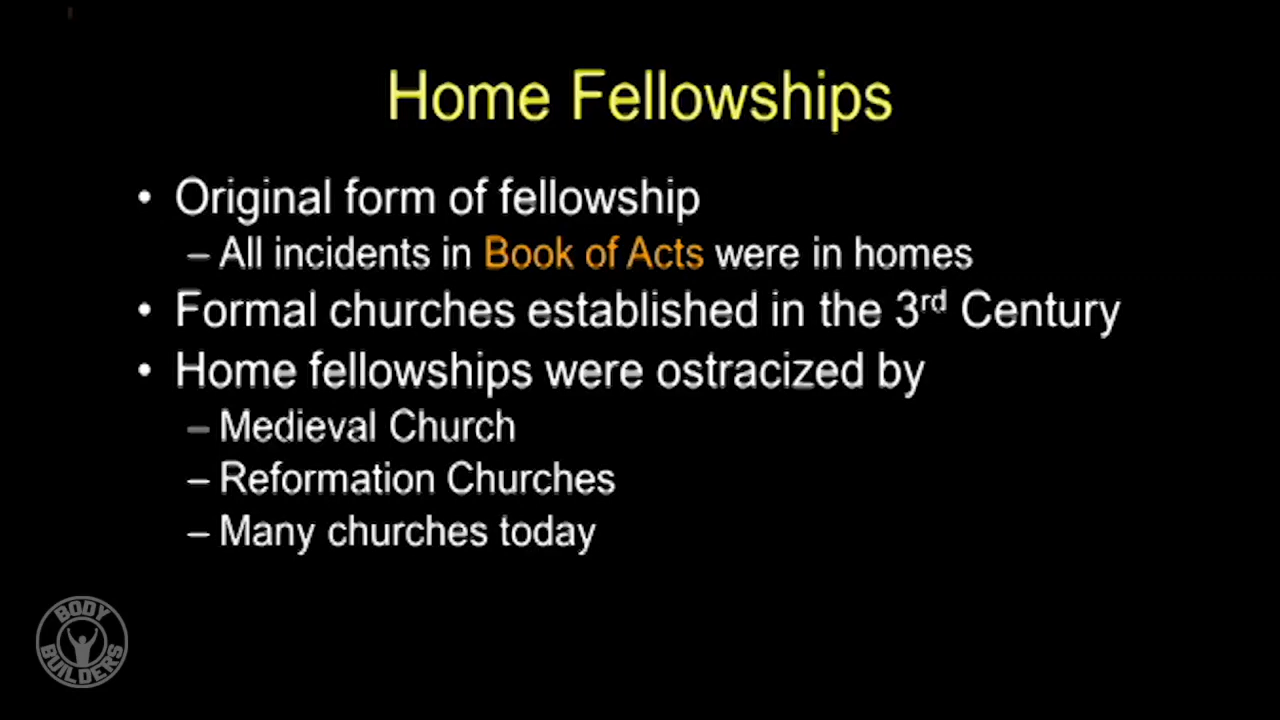 Home Fellowships
• Original form of fellowship
– All incidents in Book of Acts were in homes
• Formal churches established in the 3rd Century
• Home fellowships were ostracized by
– Medieval Church
– Reformation Churches
– Many churches today
BODY
BUILDERS